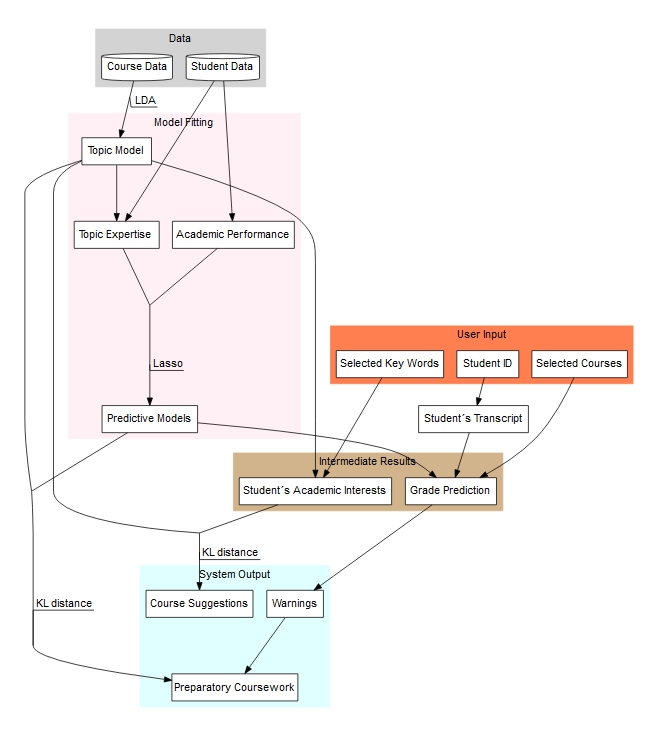 Data
Course Data
Student Data
LDA
Model Fitting
Topic Model
Topic Expertise
Academic Performance
User Input
Selected Key Words
Student ID
Selected Courses
Lasso
Predictive Models
Student´s Transcript
Intermediate Results
Student´s Academic Interests
Grade Prediction
KL distance
System Output
Course Suggestions
Warnings
KL distance
Preparatory Coursework